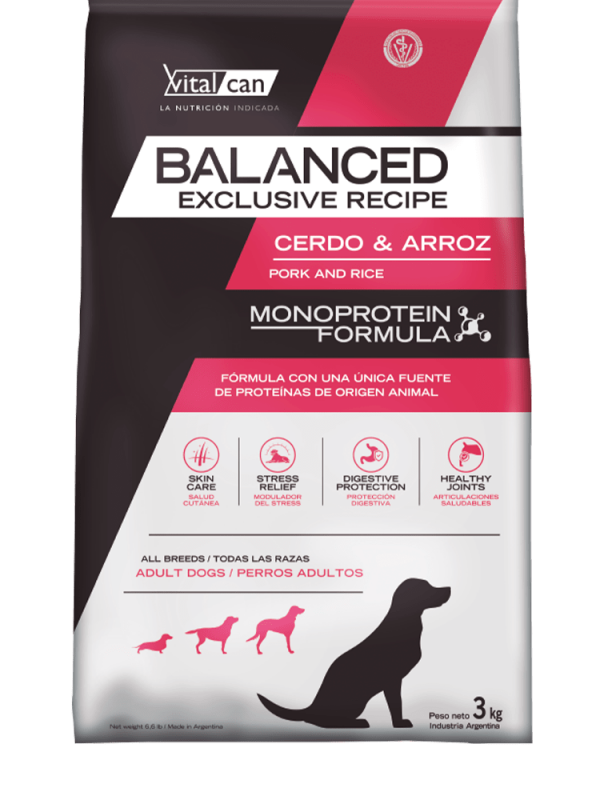 Vital can
LA NUTRICIÓN INDICADA
BALANCED
EXCLUSIVE RECIPE
CERDO & ARROZ
PORK AND RICE
MONOPROTEIN
FORMULA
FÓRMULA CON UNA ÚNICA FUENTE
DE PROTEÍNAS DE ORIGEN ANIMAL
SKIN
CARE
SALUD
CUTÁNEA
STRESS
RELIEF
MODULADOR
DEL STRESS
DIGESTIVE
PROTECTION
PROTECCIÓN
DIGESTIVA
HEALTHY
JOINTS
ARTICULACIONES
SALUDABLES
ALL BREEDS / TODAS LAS RAZAS
ADULT DOGS / PERROS ADULTOS
Net weight 6.6 lb / Made in Argentina
Peso neto 3 kg
Industria Argentina